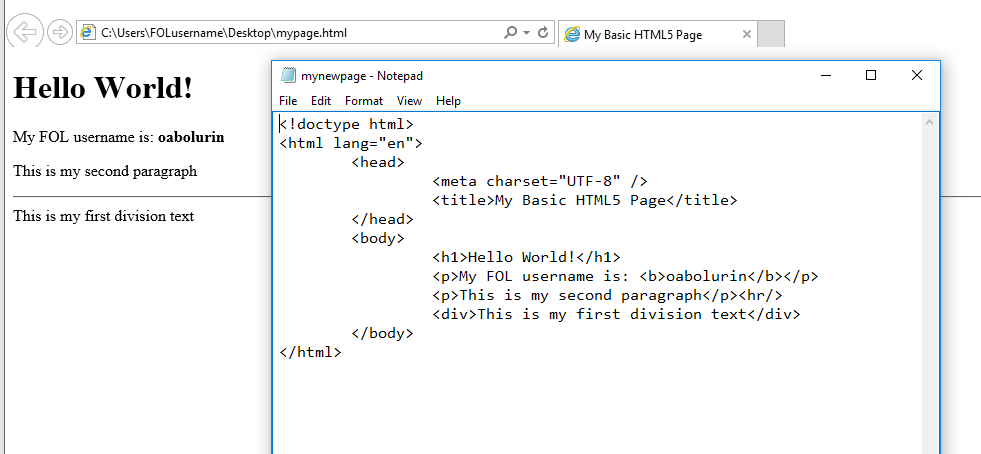 C:\Users\FOLusername\Desktop\mypage.html
My Basic HTML5 Page
Hello World!
My FOL username is: oabolurin
This is my second paragraph
This is my first division text
mynewpage - Notepad
File Edit Format View Help
<!doctype html>
<html lang="en">
<head>
<meta charset="UTF-8" />
<title>My Basic HTML5 Page</title>
</head>
<body>
<h1>Hello World!</h1>
<p>My FOL username is: <b>oabolurin</b></p>
<p>This is my second paragraph</p><hr/>
<div>This is my first division text</div>
</body>
</html>